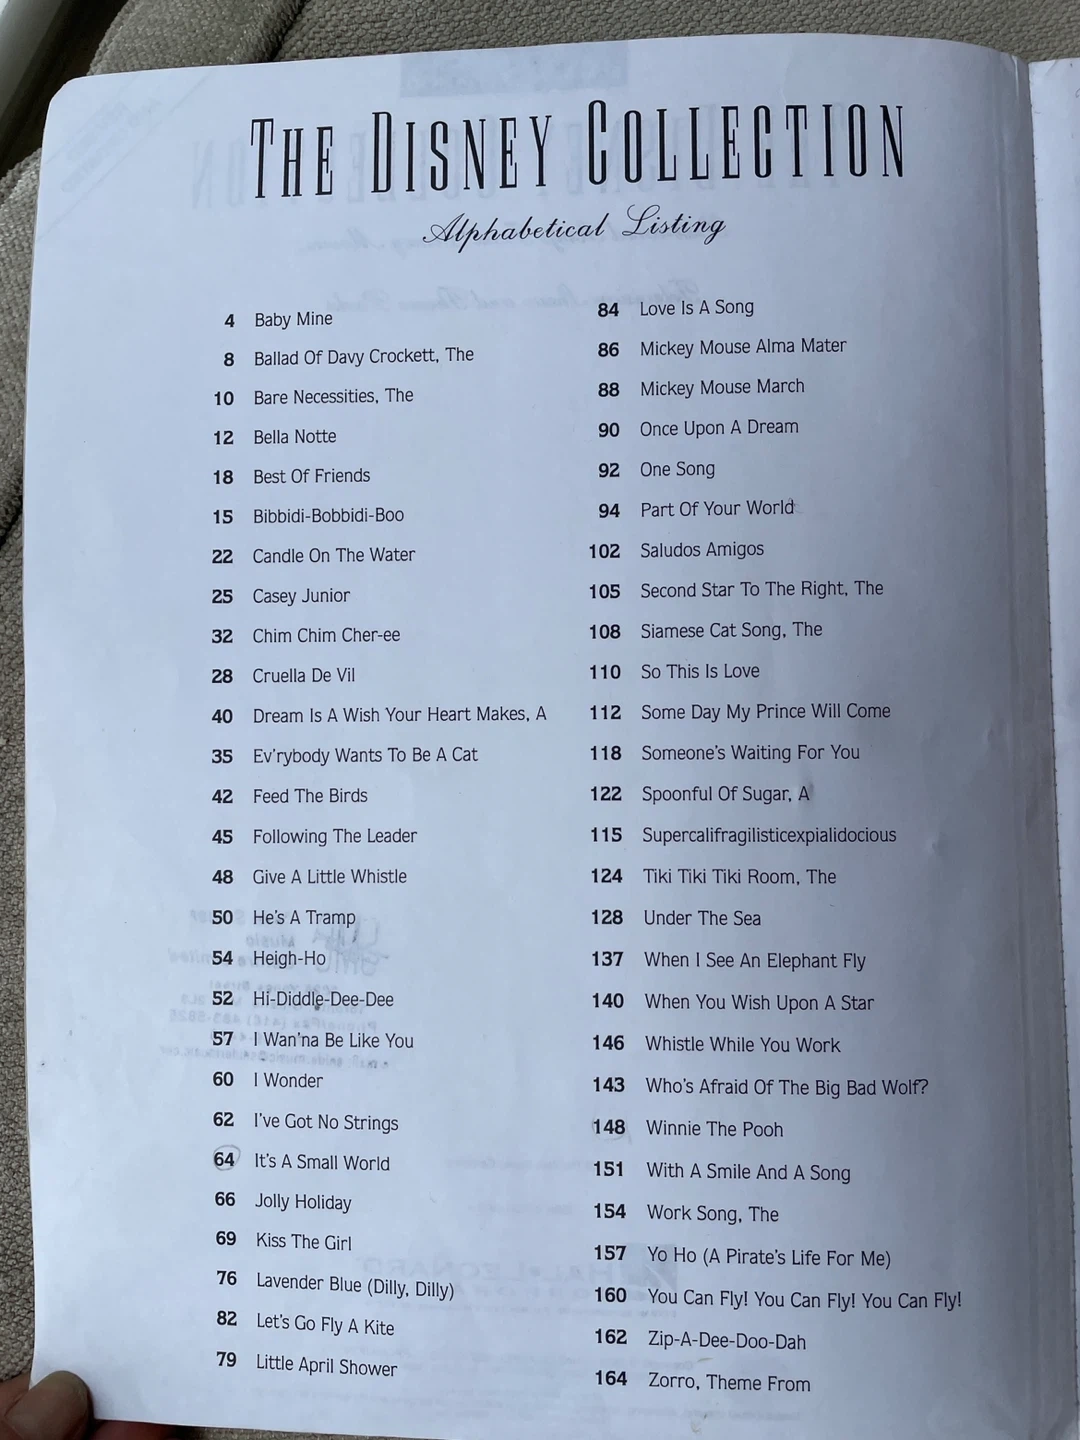 THE DISNEY COLLECTION
Alphabetical Listing
4 Baby Mine
8 Ballad Of Davy Crockett, The
10 Bare Necessities, The
12 Bella Notte
18 Best Of Friends
15 Bibbidi-Bobbidi-Boo
22 Candle On The Water
25 Casey Junior
32 Chim Chim Cher-ee
28 Cruella De Vil
40 Dream Is A Wish Your Heart Makes, A
35 Ev'rybody Wants To Be A Cat
42 Feed The Birds
45 Following The Leader
48 Give A Little Whistle
50 He's A Tramp
54 Heigh-Ho
52 Hi-Diddle-Dee-Dee
57 I Wan'na Be Like You
60 I Wonder
62 I've Got No Strings
64 It's A Small World
66 Jolly Holiday
69 Kiss The Girl
76 Lavender Blue (Dilly, Dilly)
82 Let's Go Fly A Kite
79 Little April Shower
84 Love Is A Song
86 Mickey Mouse Alma Mater
88 Mickey Mouse March
90 Once Upon A Dream
92 One Song
94 Part Of Your World
102 Saludos Amigos
105 Second Star To The Right, The
108 Siamese Cat Song, The
110 So This Is Love
112 Some Day My Prince Will Come
118 Someone's Waiting For You
122 Spoonful Of Sugar, A
115 Supercalifragilisticexpialidocious
124 Tiki Tiki Tiki Room, The
128 Under The Sea
137 When I See An Elephant Fly
140 When You Wish Upon A Star
146 Whistle While You Work
143 Who's Afraid Of The Big Bad Wolf?
148 Winnie The Pooh
151 With A Smile And A Song
154 Work Song, The
157 Yo Ho (A Pirate's Life For Me)
160 You Can Fly! You Can Fly! You Can Fly!
162 Zip-A-Dee-Doo-Dah
164 Zorro, Theme From